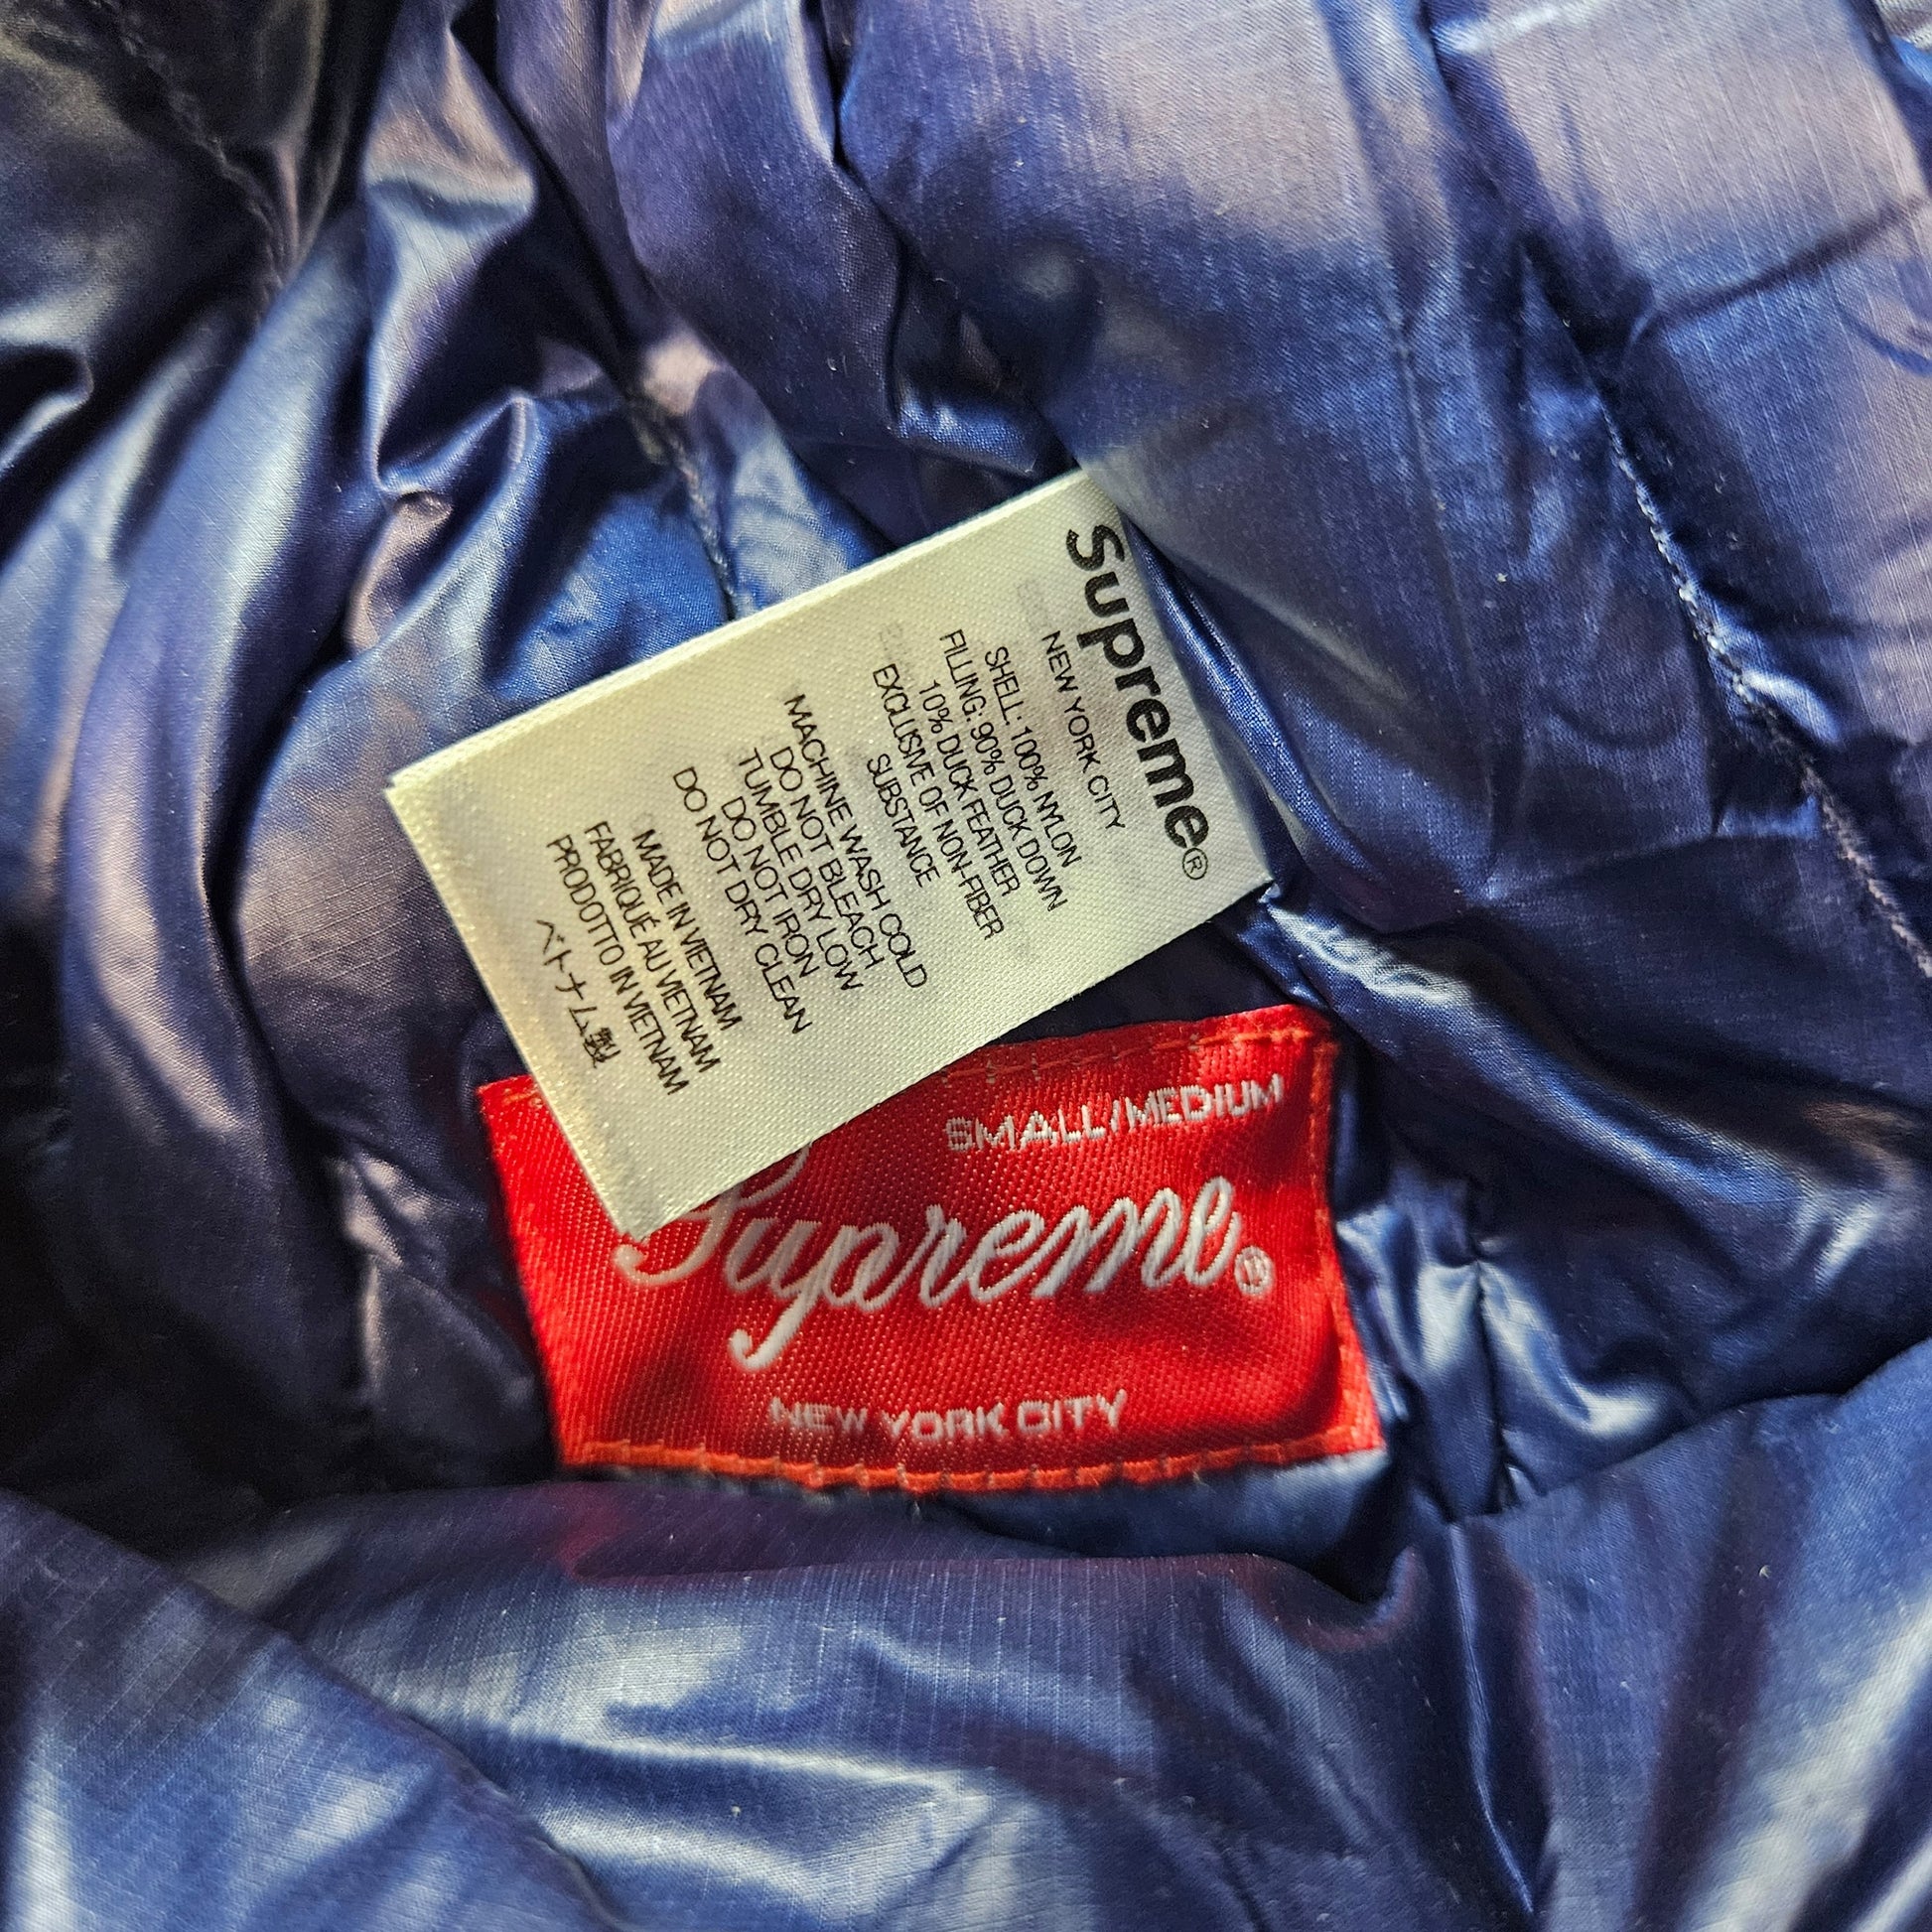 Supreme®
NEW YORK CITY
SHELL: 100% NYLON
FILLING: 90% DUCK DOWN
10% DUCK FEATHER
EXCLUSIVE OF NON-FIBER
SUBSTANCE
MACHINE WASH COLD
DO NOT BLEACH
TUMBLE DRY LOW
DO NOT IRON
DO NOT DRY CLEAN
MADE IN VIETNAM
FABRIQUÉ AU VIETNAM
PRODOTTO IN VIETNAM
ベトナム製
SMALL/MEDIUM
Supreme®
NEW YORK CITY